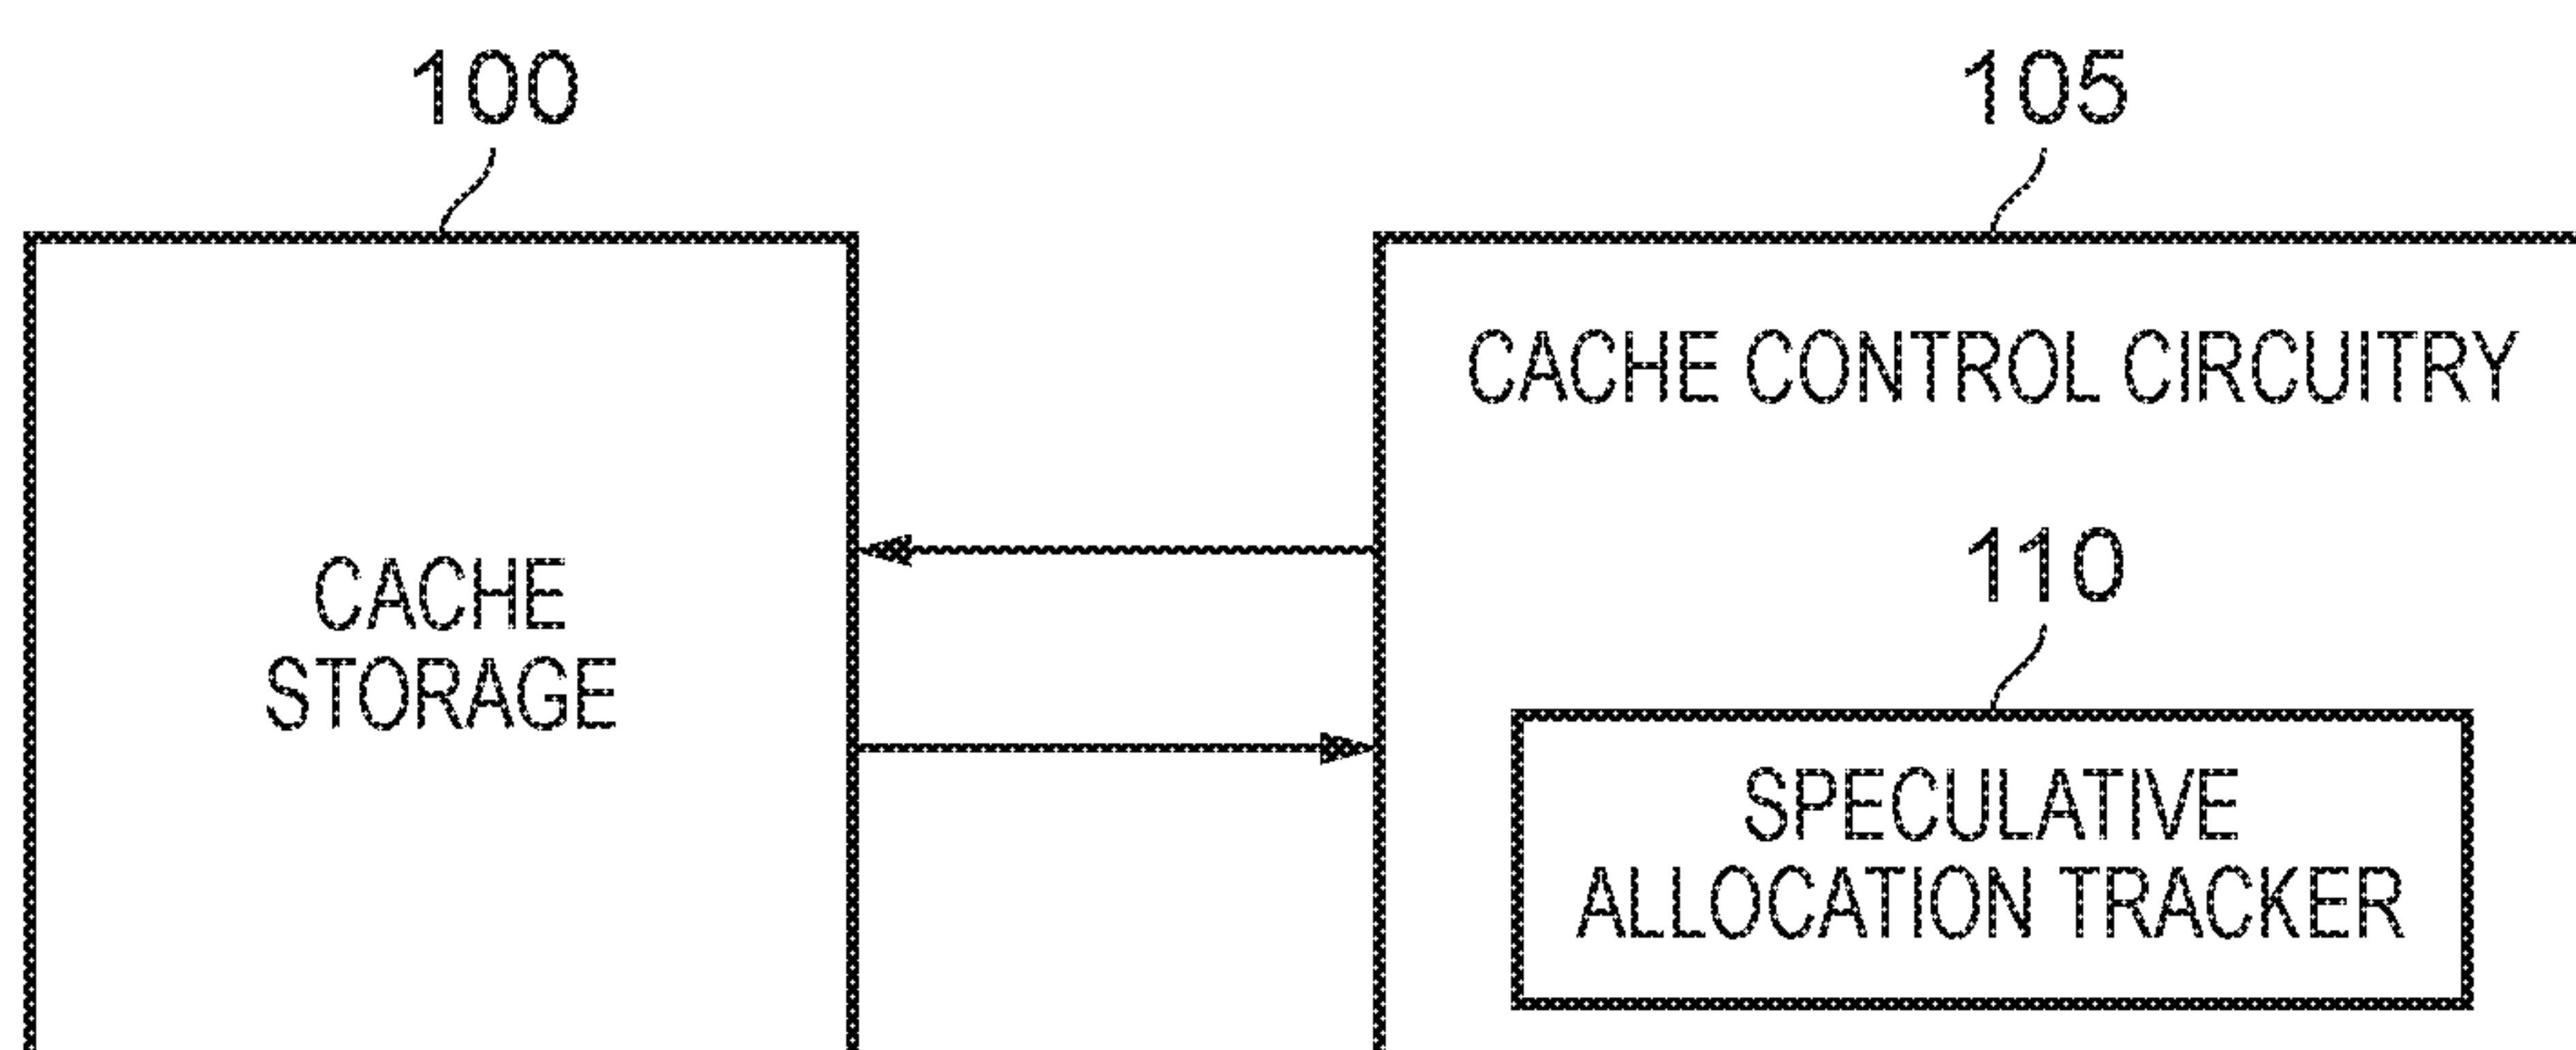 100
105
CACHE CONTROL CIRCUITRY
110
CACHE
STORAGE
SPECULATIVE
ALLOCATION TRACKER